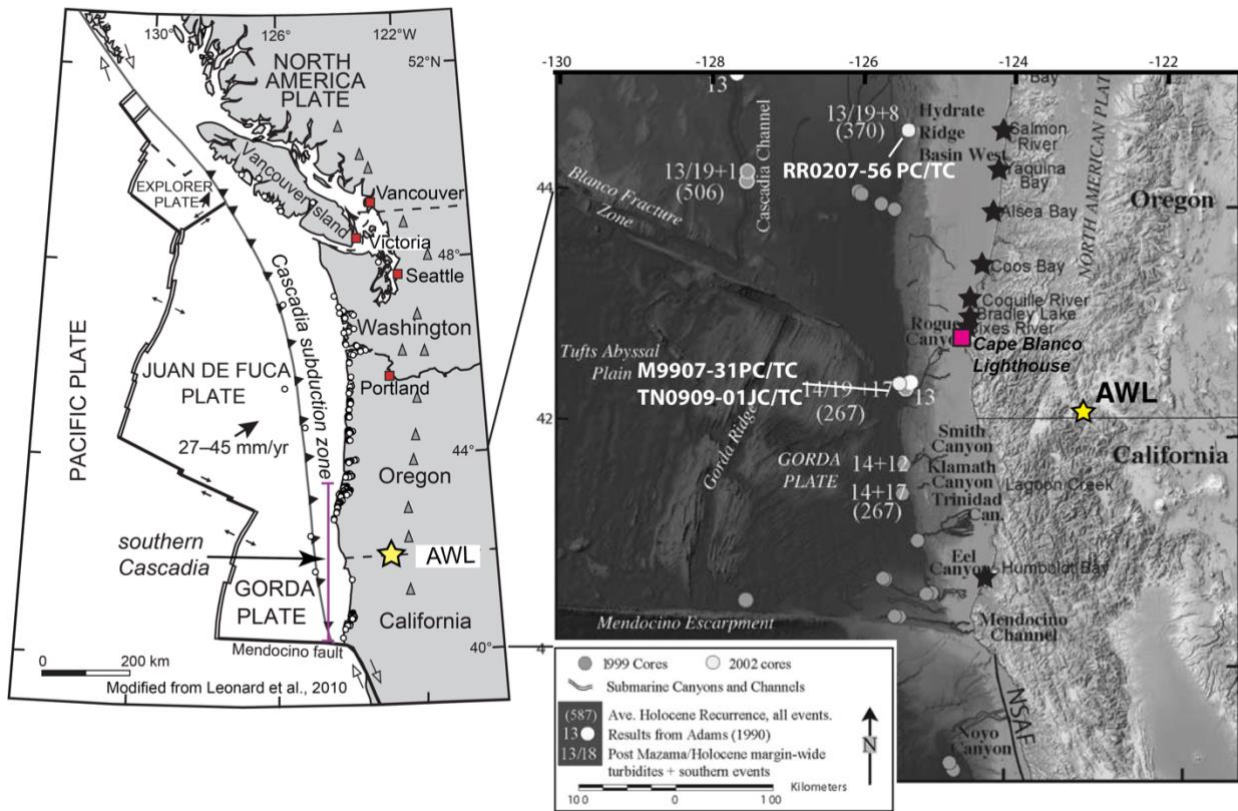 130°
126°
122°W
52°N
NORTH
AMERICA
PLATE
EXPLORER
PLATE
Vancouver Island
Vancouver
Victoria
48°
Seattle
Cascadia subduction zone
Washington
PACIFIC PLATE
JUAN DE FUCA
PLATE
Portland
27–45 mm/yr
44°
Oregon
southern
Cascadia
AWL
GORDA
PLATE
California
Mendocino fault
40°
0 200 km
Modified from Leonard et al., 2010
130°
126°
-130
-128
-126
-124
-122
13
Cascadia Channel
13/19+8
(370)
Hydrate
Ridge
Basin West
RR0207-56 PC/TC
13/19+1
(506)
44
Blanco Fracture
Zone
Bay
Salmon
River
Yaquina
Bay
Alsea Bay
NORTH AMERICAN PLAT
Oregon
Coos Bay
Coquille River
Bradley Lake
Sixes River
Rogue
Canyon
Cape Blanco
Lighthouse
Tufts Abyssal
Plain
M9907-31PC/TC
TN0909-01JC/TC
14/19 +17
(267)
13
AWL
42
Gorda Ridge
GORDA
PLATE
Smith
Canyon
Klamath
Canyon
Trinidad
Can.
14+12
14+17
(267)
Lagoon Creek
California
Eel
Canyon
Humboldt Bay
Mendocino Escarpment
Mendocino
Channel
4
NSAF
Noyo
Canyon
1999 Cores
2002 cores
Submarine Canyons and Channels
(587) Ave. Holocene Recurrence, all events.
13 Results from Adams (1990)
13/18 Post Mazama/Holocene margin-wide
turbidites + southern events
N
Kilometers
100 0 100
-128
-126
-124
-122